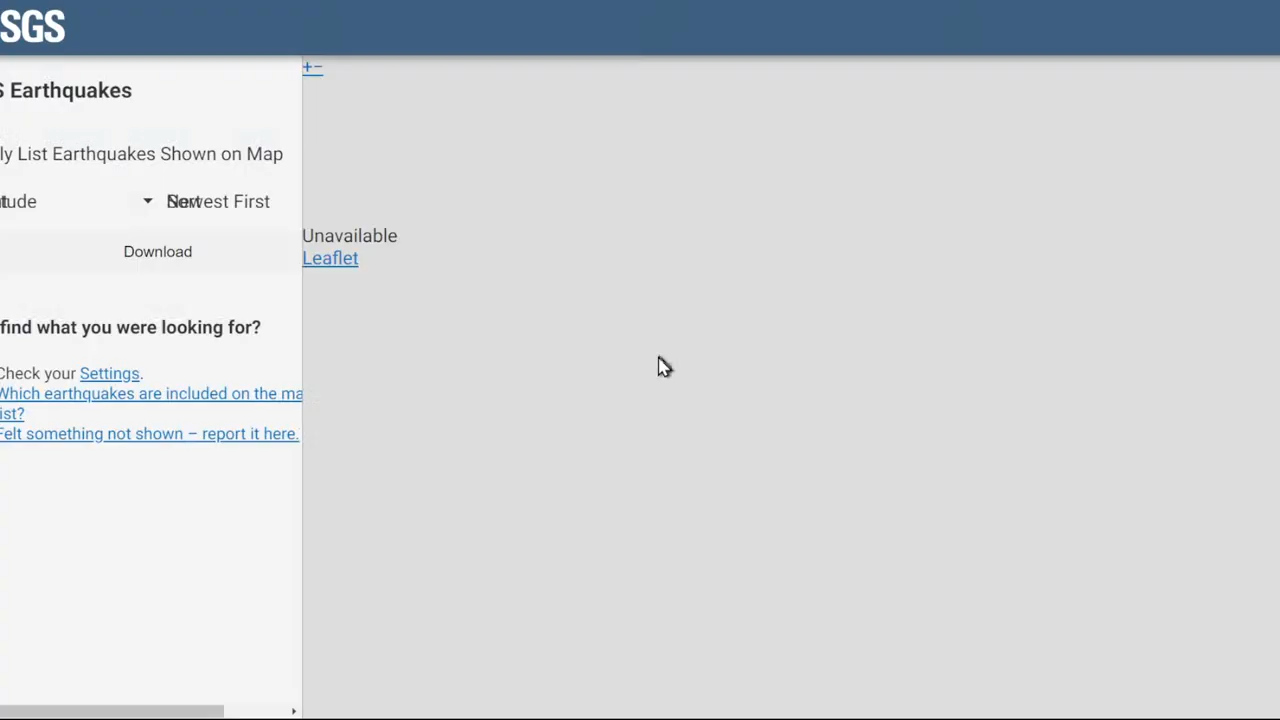 SGS
S Earthquakes
ly List Earthquakes Shown on Map
tude
Newest First
Download
find what you were looking for?
Check your Settings.
Which earthquakes are included on the ma
ist?
Felt something not shown – report it here.
+−
Unavailable
Leaflet